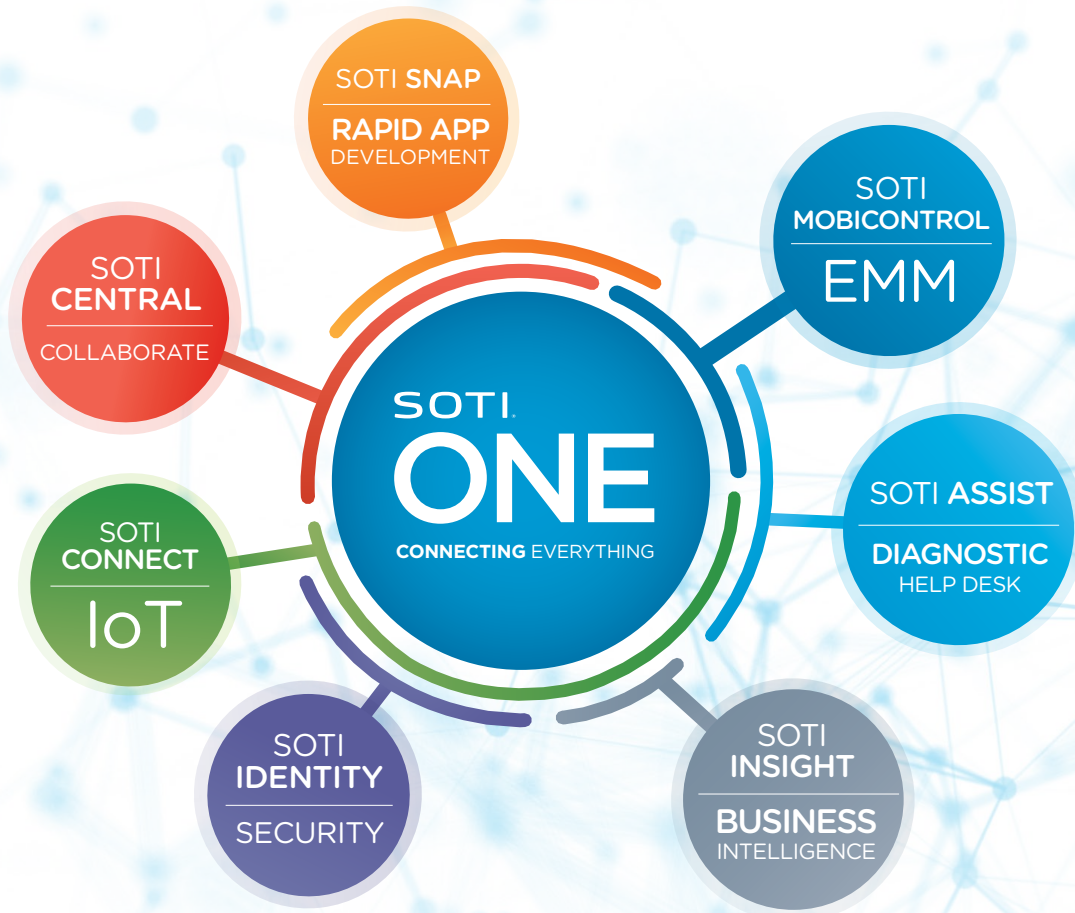 SOTI SNAP
RAPID APP
DEVELOPMENT
SOTI
MOBICONTROL
EMM
SOTI
CENTRAL
COLLABORATE
SOTI.
ONE
CONNECTING EVERYTHING
SOTI ASSIST
DIAGNOSTIC
HELP DESK
SOTI
CONNECT
IoT
SOTI
IDENTITY
SECURITY
SOTI
INSIGHT
BUSINESS
INTELLIGENCE